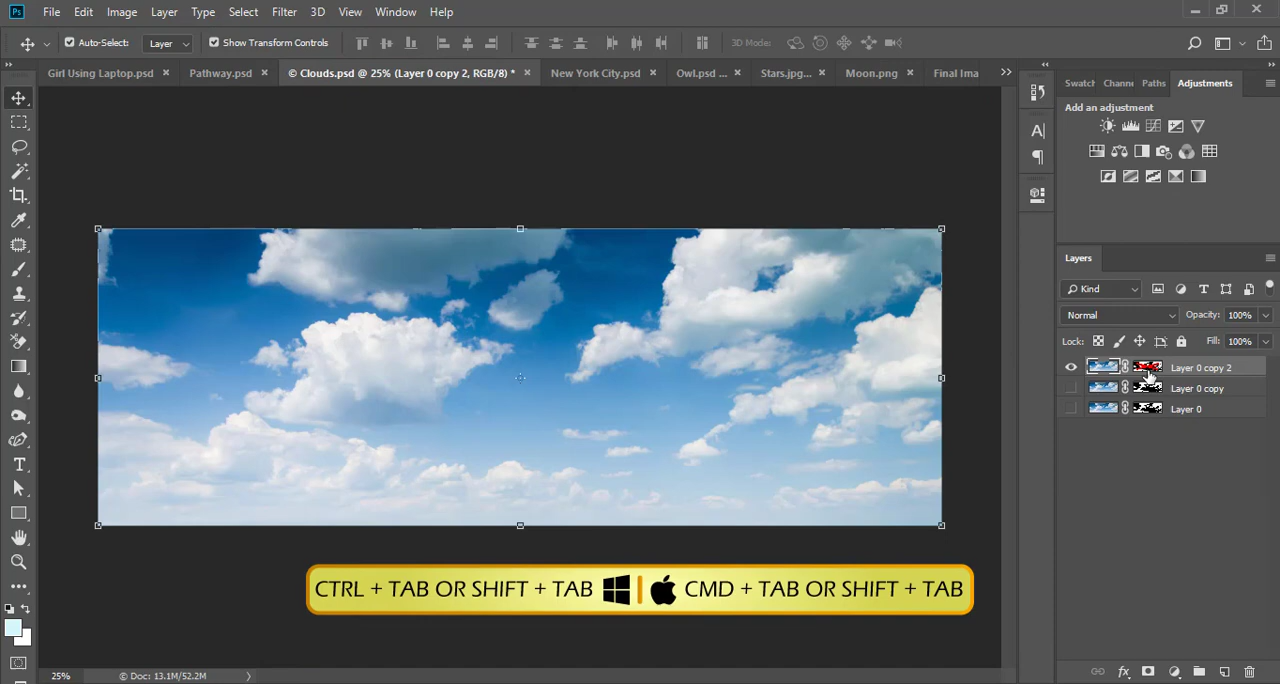 Ps File Edit Image Layer Type Select Filter 3D View Window Help
Auto-Select: Layer Show Transform Controls 3D Mode:
Girl Using Laptop.psd × Pathway.psd × © Clouds.psd @ 25% (Layer 0 copy 2, RGB/8) * × New York City.psd × Owl.psd ... × Stars.jpg... × Moon.png × Final Ima
Swatch Chann Paths Adjustments
Add an adjustment
Layers
Kind
Normal Opacity: 100%
Lock: Fill: 100%
Layer 0 copy 2
Layer 0 copy
Layer 0
CTRL + TAB OR SHIFT + TAB CMD + TAB OR SHIFT + TAB
25% © Doc: 13.1M/52.2M